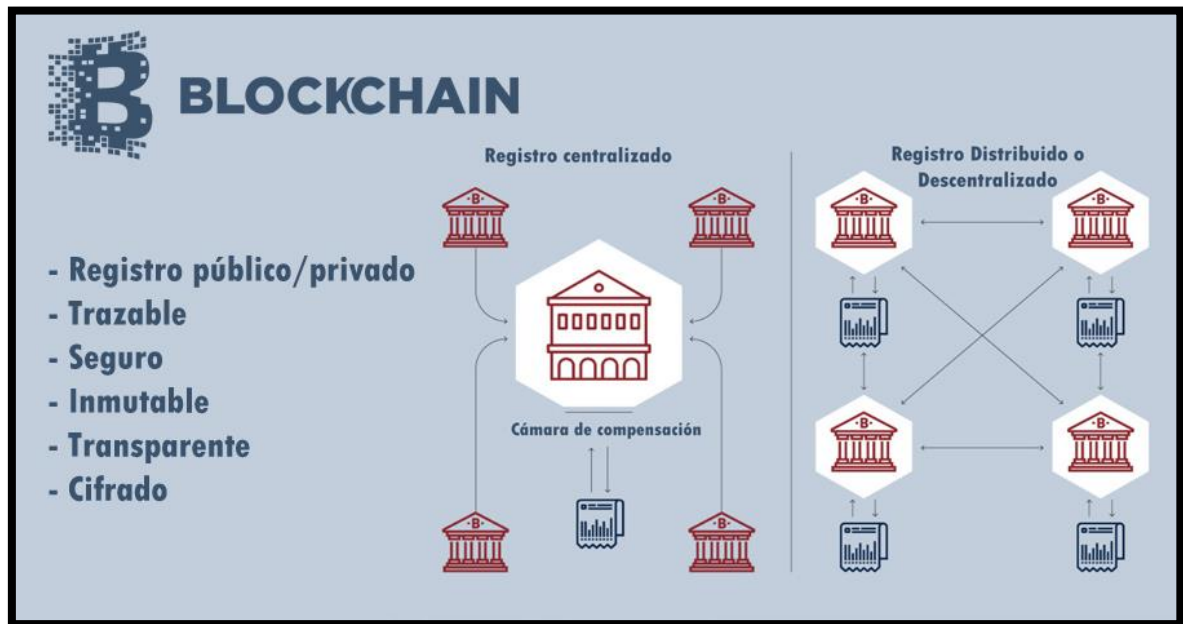 BLOCKCHAIN
Registro centralizado
Registro Distribuido o
Descentralizado
- Registro público/privado
- Trazable
- Seguro
- Inmutable
- Transparente
- Cifrado
Cámara de compensación
B
B
B
B
B
B
B
B
B